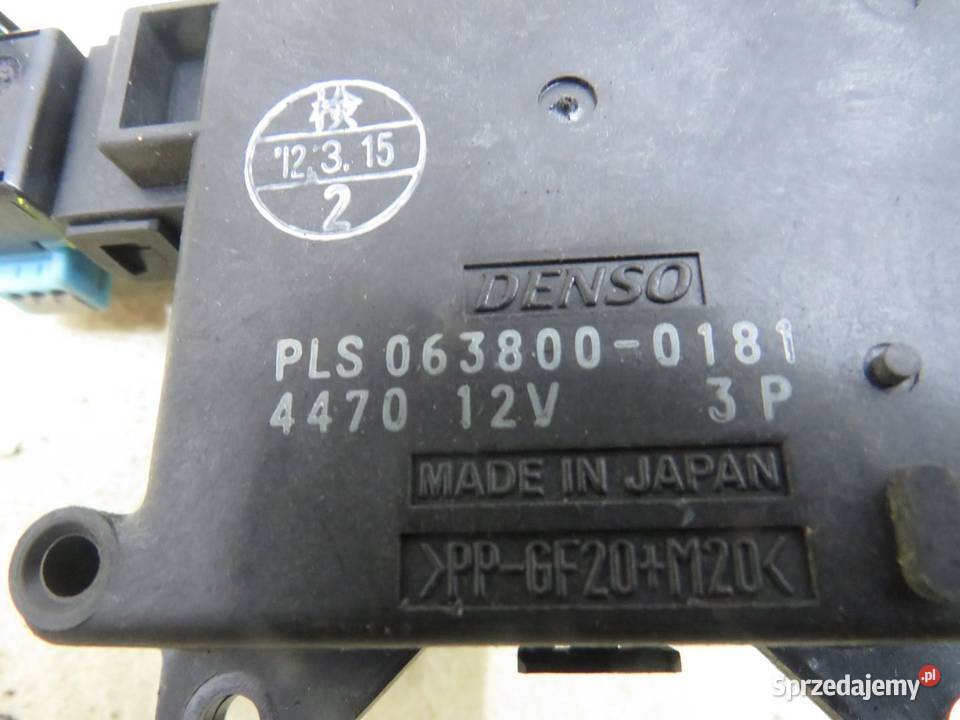 検
'12.3.15
2
DENSO
PLS 063800-0181
4470 12V 3P
MADE IN JAPAN
>PP-GF20+M20<
Sprzedajemy.pl